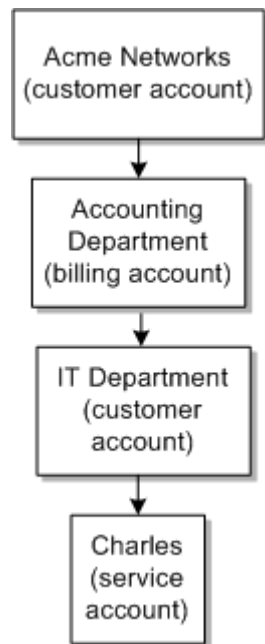 Acme Networks
(customer account)
Accounting
Department
(billing account)
IT Department
(customer
account)
Charles
(service
account)